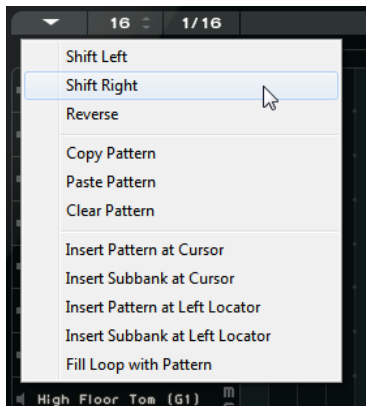 16 1/16
Shift Left
Shift Right
Reverse
Copy Pattern
Paste Pattern
Clear Pattern
Insert Pattern at Cursor
Insert Subbank at Cursor
Insert Pattern at Left Locator
Insert Subbank at Left Locator
Fill Loop with Pattern
High Floor Tom (G1) m